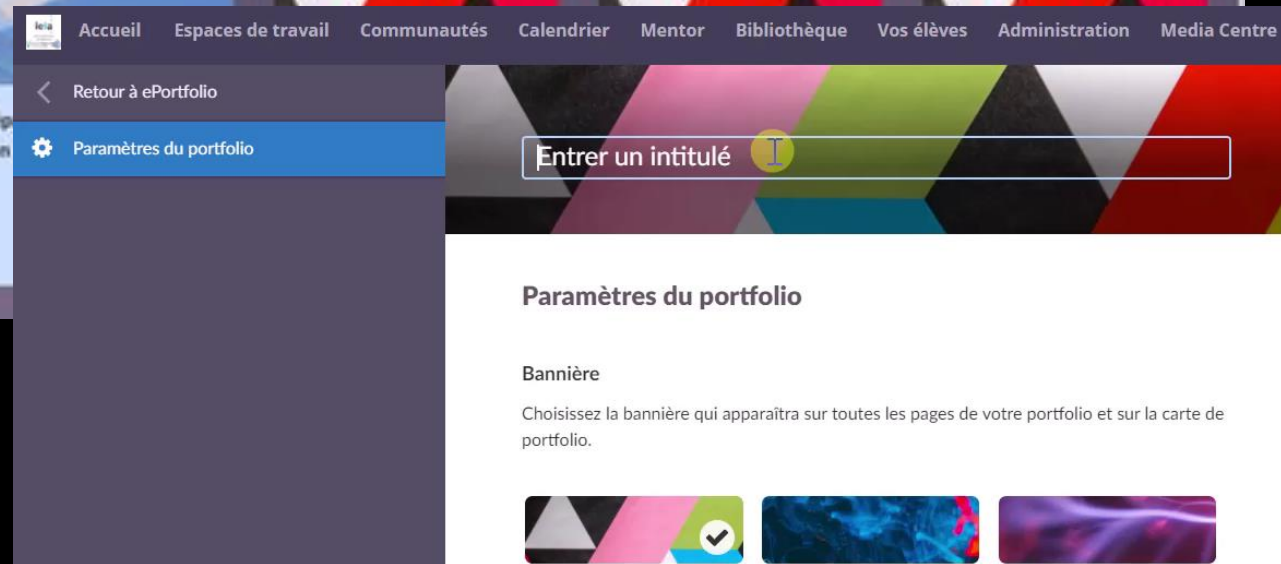 Accueil Espaces de travail Communautés Calendrier Mentor Bibliothèque Vos élèves Administration Media Centre
Retour à ePortfolio
Paramètres du portfolio
Entrer un intitulé
Paramètres du portfolio
Bannière
Choisissez la bannière qui apparaîtra sur toutes les pages de votre portfolio et sur la carte de
portfolio.